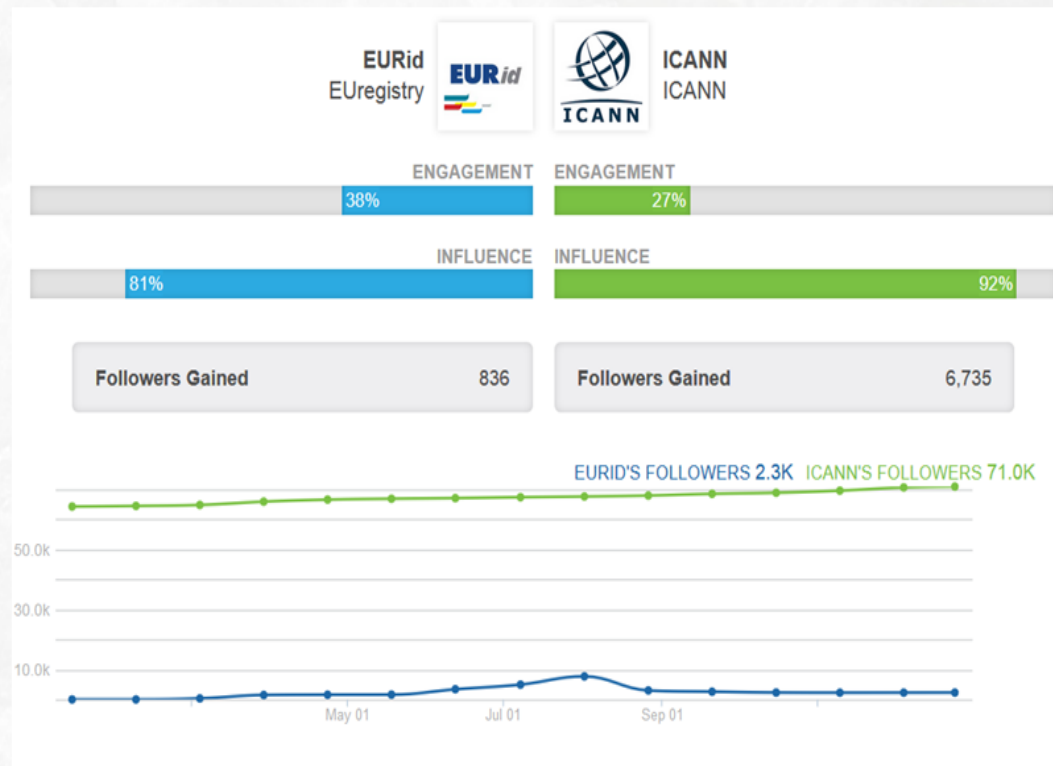 EURid
EUregistry
EURid
ICANN
ICANN
ICANN
ENGAGEMENT
38%
ENGAGEMENT
27%
INFLUENCE
81%
INFLUENCE
92%
Followers Gained 836
Followers Gained 6,735
EURID'S FOLLOWERS 2.3K ICANN'S FOLLOWERS 71.0K
50.0k
30.0k
10.0k
May 01 Jul 01 Sep 01